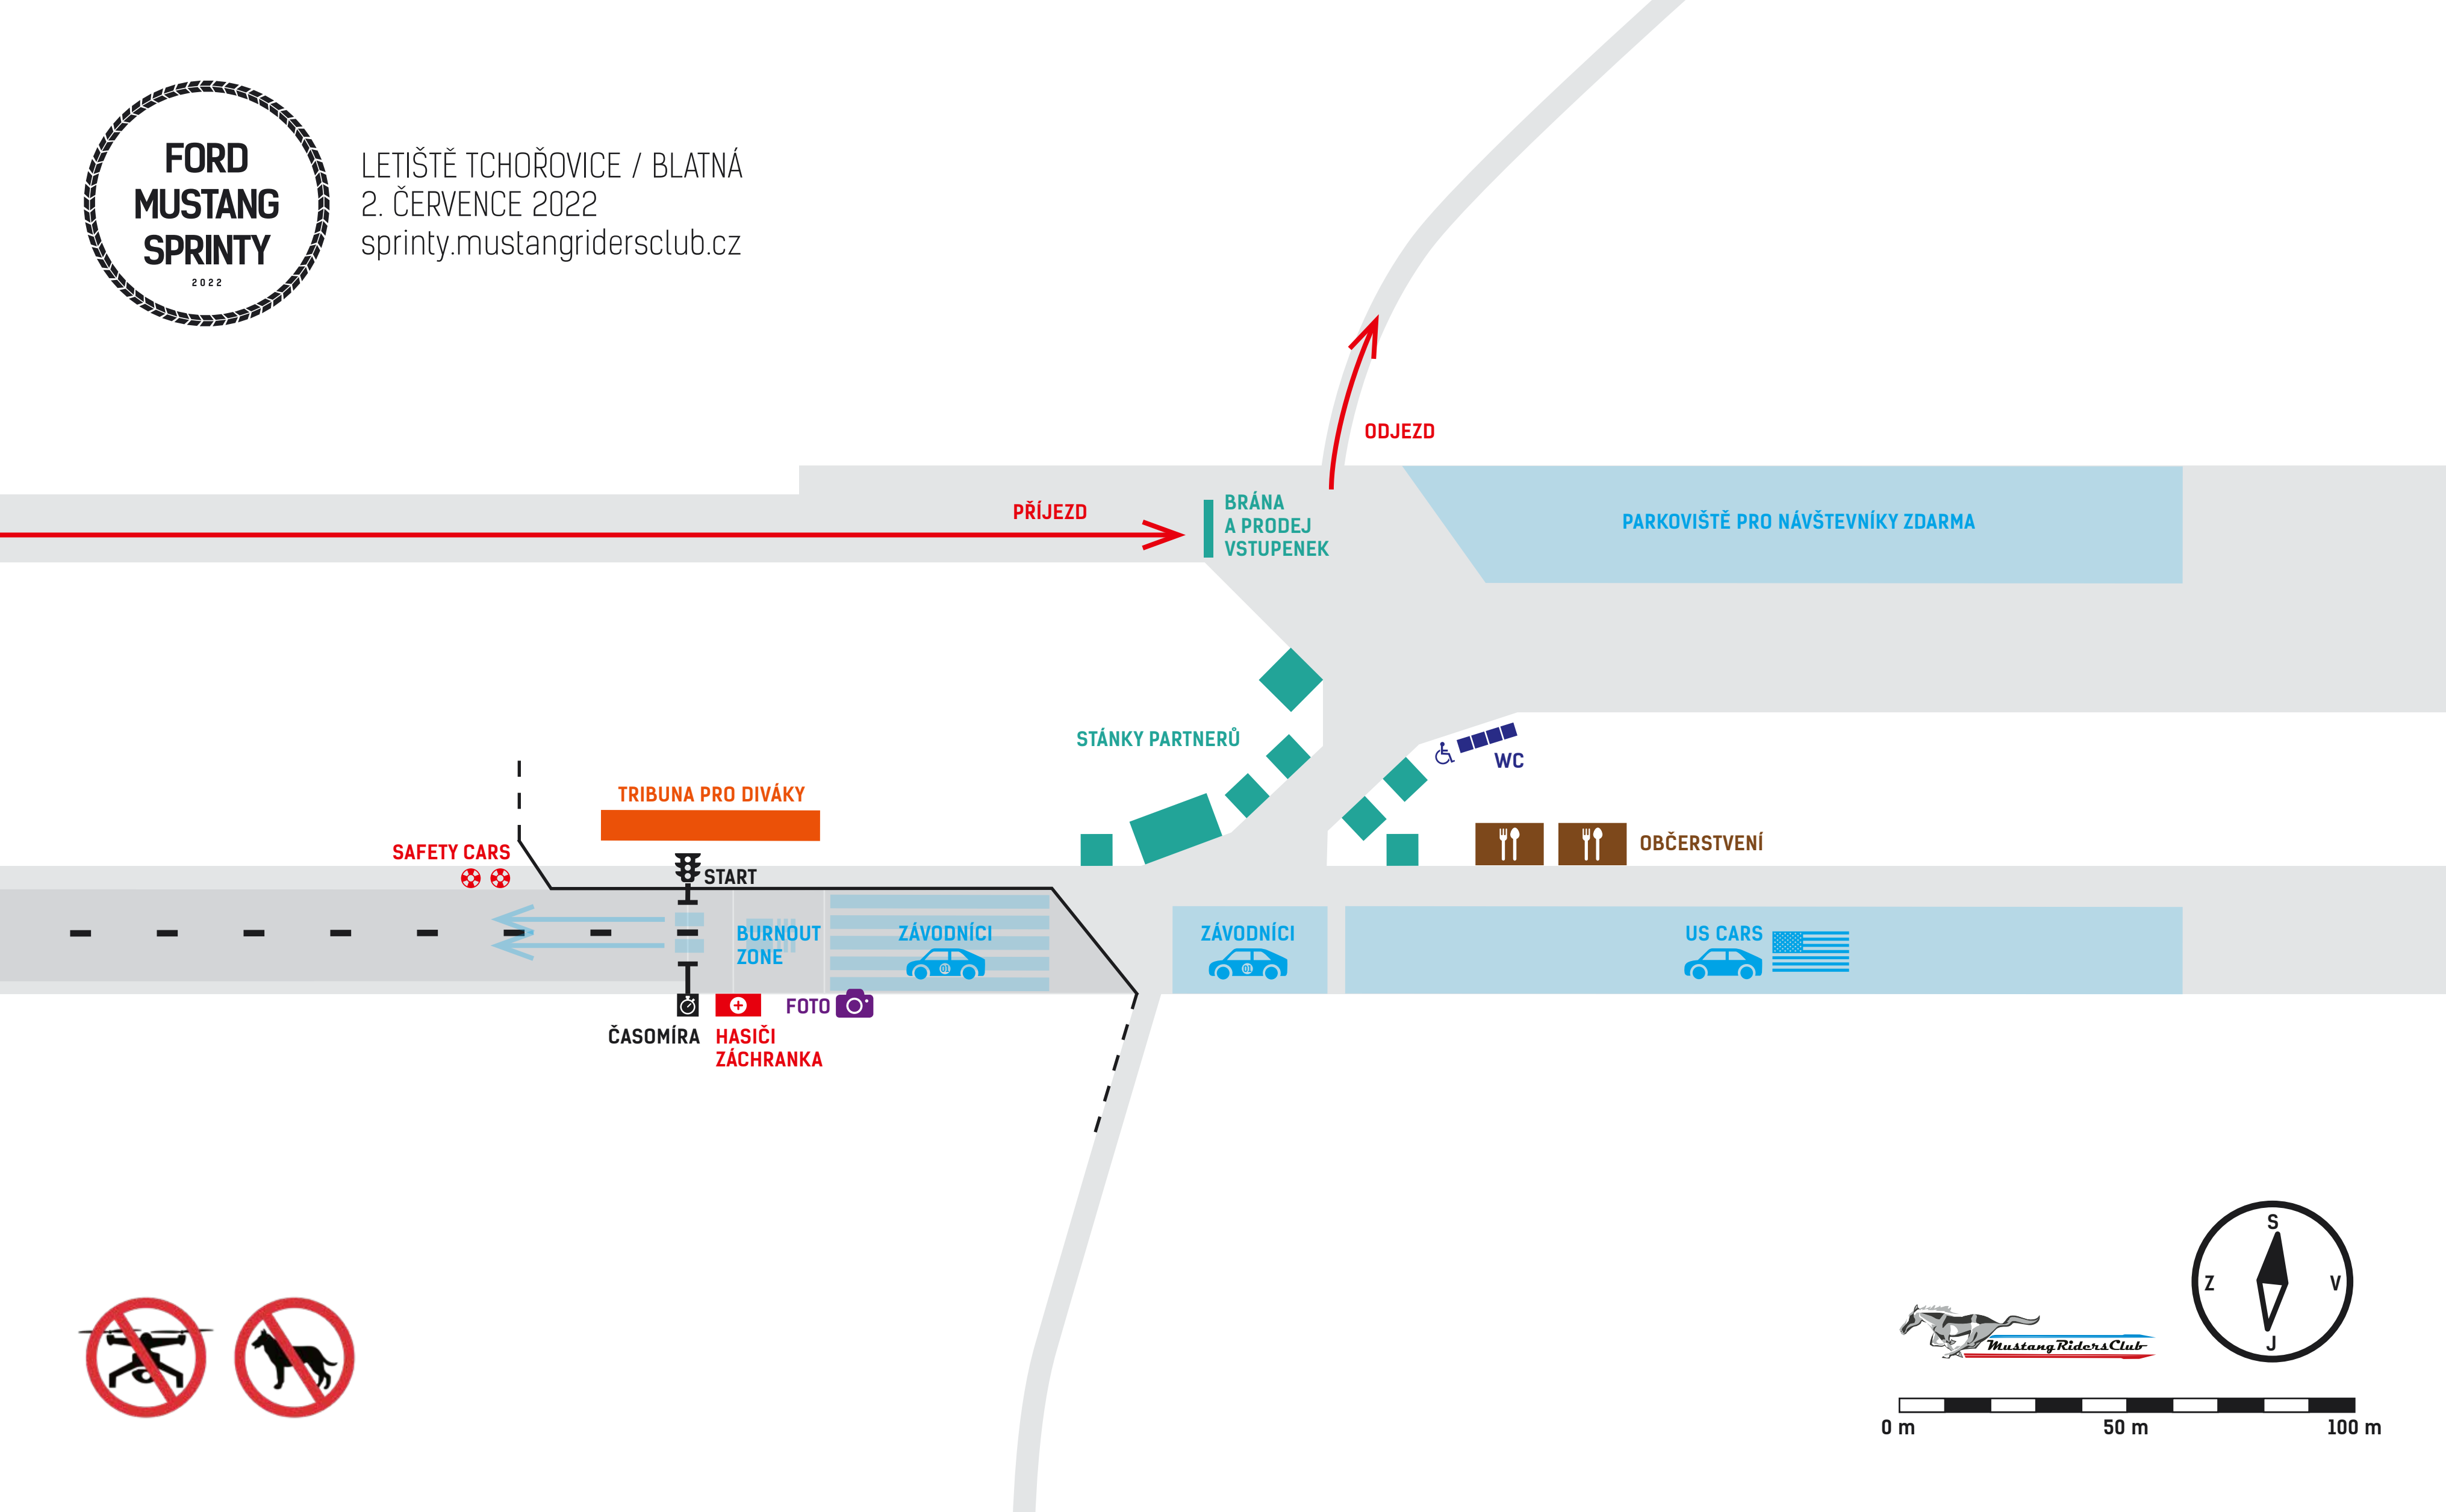 FORD
MUSTANG
SPRINTY
2022
LETIŠTĚ TCHOŘOVICE / BLATNÁ
2. ČERVENCE 2022
sprinty.mustangridersclub.cz
ODJEZD
PŘÍJEZD
BRÁNA
A PRODEJ
VSTUPENEK
PARKOVIŠTĚ PRO NÁVŠTEVNÍKY ZDARMA
STÁNKY PARTNERŮ
WC
TRIBUNA PRO DIVÁKY
SAFETY CARS
START
OBČERSTVENÍ
BURNOUT
ZONE
ZÁVODNÍCI
01
ZÁVODNÍCI
01
US CARS
FOTO
ČASOMÍRA
HASIČI
ZÁCHRANKA
S
Z
V
J
MustangRidersClub
0 m
50 m
100 m